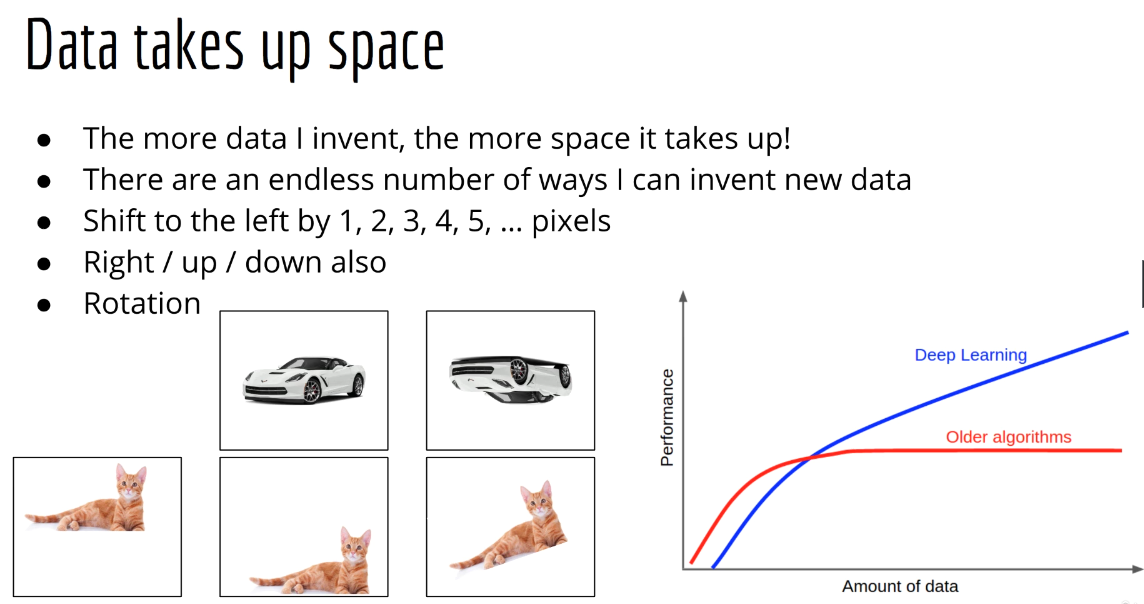 Data takes up space
● The more data I invent, the more space it takes up!
● There are an endless number of ways I can invent new data
● Shift to the left by 1, 2, 3, 4, 5, ... pixels
● Right / up / down also
● Rotation
Deep Learning
Older algorithms
Performance
Amount of data